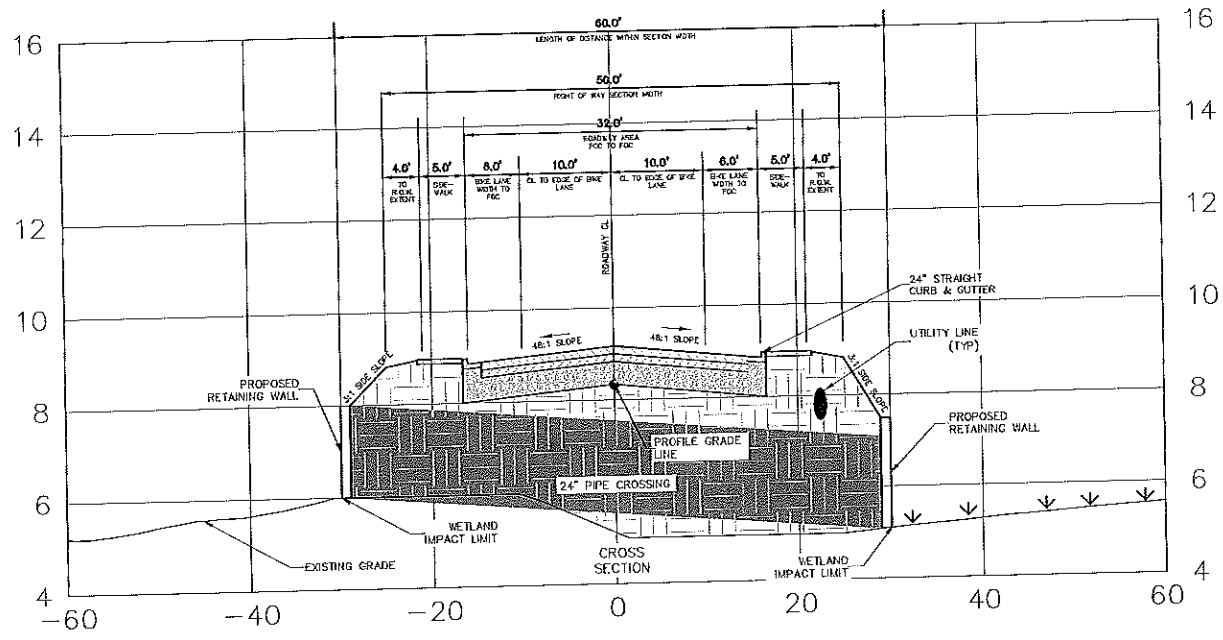 60.0'
LENGTH OF DISTANCE WITHIN SECTION WIDTH
50.0'
RIGHT OF WAY SECTION WIDTH
32.0'
ROADWAY AREA
FOC TO FOC
4.0'
TO
R.O.W.
EXTENT
5.0'
SIDE-
WALK
6.0'
BIKE LANE
WIDTH TO
FOC
10.0'
CL TO EDGE OF BIKE
LANE
10.0'
CL TO EDGE OF BIKE
LANE
6.0'
BIKE LANE
WIDTH TO
FOC
5.0'
SIDE-
WALK
4.0'
TO
R.O.W.
EXTENT
ROADWAY CL
16
14
12
10
8
6
4
16
14
12
10
8
6
4
48:1 SLOPE
48:1 SLOPE
3:1 SIDE SLOPE
3:1 SIDE SLOPE
24" STRAIGHT
CURB & GUTTER
UTILITY LINE
(TYP)
PROPOSED
RETAINING WALL
PROPOSED
RETAINING WALL
PROFILE GRADE
LINE
24" PIPE CROSSING
WETLAND
IMPACT LIMIT
EXISTING GRADE
CROSS
SECTION
WETLAND
IMPACT LIMIT
-60
-40
-20
0
20
40
60